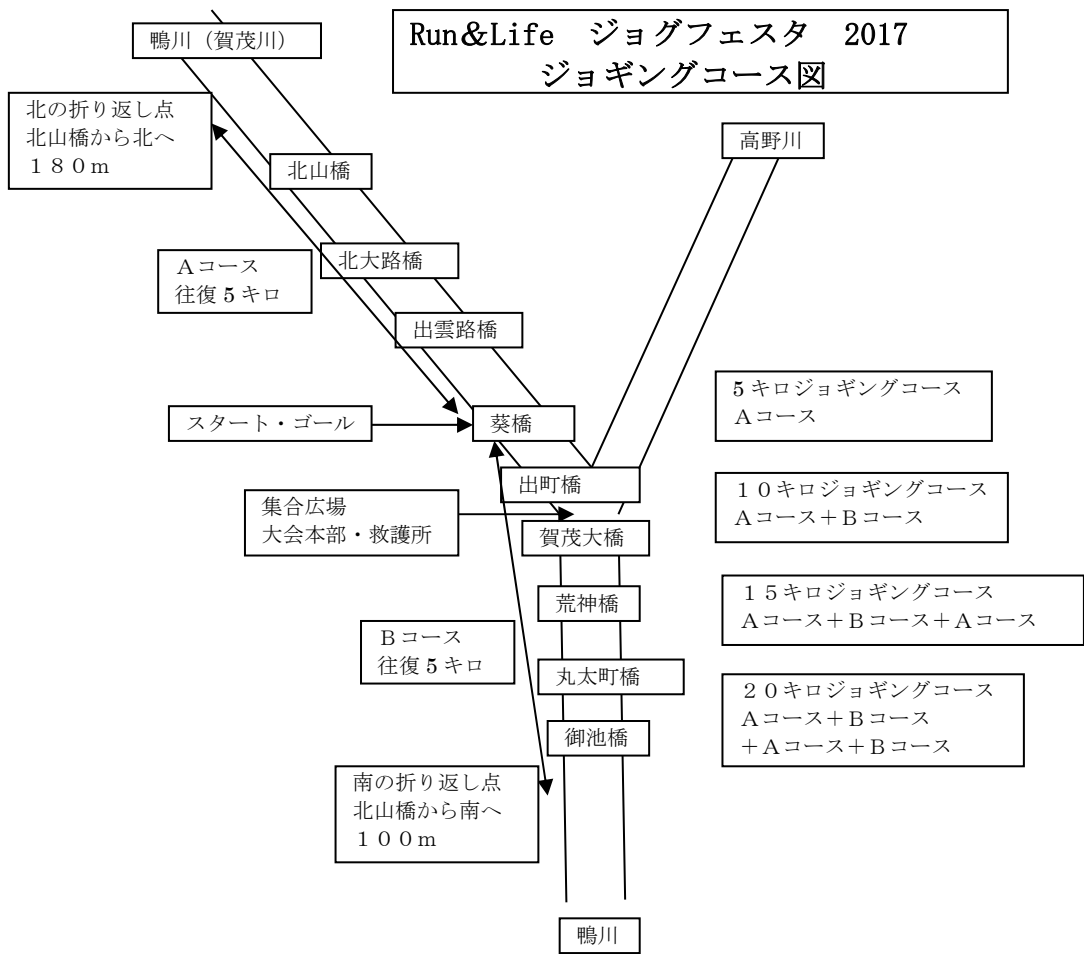 Run&Life　ジョグフェスタ　2017
ジョギングコース図
鴨川（賀茂川）
北の折り返し点
北山橋から北へ
１８０ｍ
高野川
北山橋
北大路橋
Ａコース
往復５キロ
出雲路橋
スタート・ゴール
葵橋
５キロジョギングコース
Ａコース
出町橋
集合広場
大会本部・救護所
１０キロジョギングコース
Ａコース＋Ｂコース
賀茂大橋
荒神橋
１５キロジョギングコース
Ａコース＋Ｂコース＋Ａコース
Ｂコース
往復５キロ
丸太町橋
２０キロジョギングコース
Ａコース＋Ｂコース
＋Ａコース＋Ｂコース
御池橋
南の折り返し点
北山橋から南へ
１００ｍ
鴨川